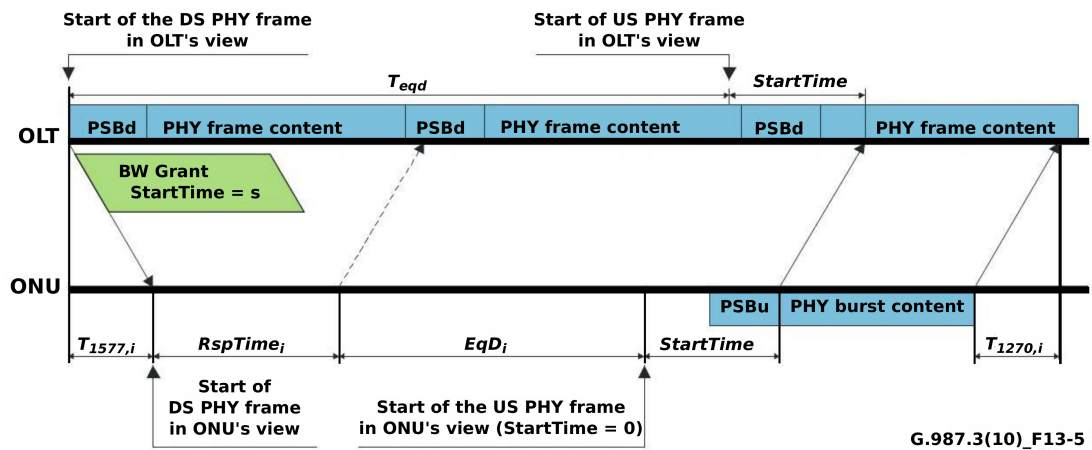 Start of the DS PHY frame
in OLT's view
Start of US PHY frame
in OLT's view
Teqd
StartTime
OLT
PSBd
PHY frame content
PSBd
PHY frame content
PSBd
PHY frame content
BW Grant
StartTime = s
ONU
PSBu
PHY burst content
T1577,i
RspTimei
EqDi
StartTime
T1270,i
Start of
DS PHY frame
in ONU's view
Start of the US PHY frame
in ONU's view (StartTime = 0)
G.987.3(10)_F13-5